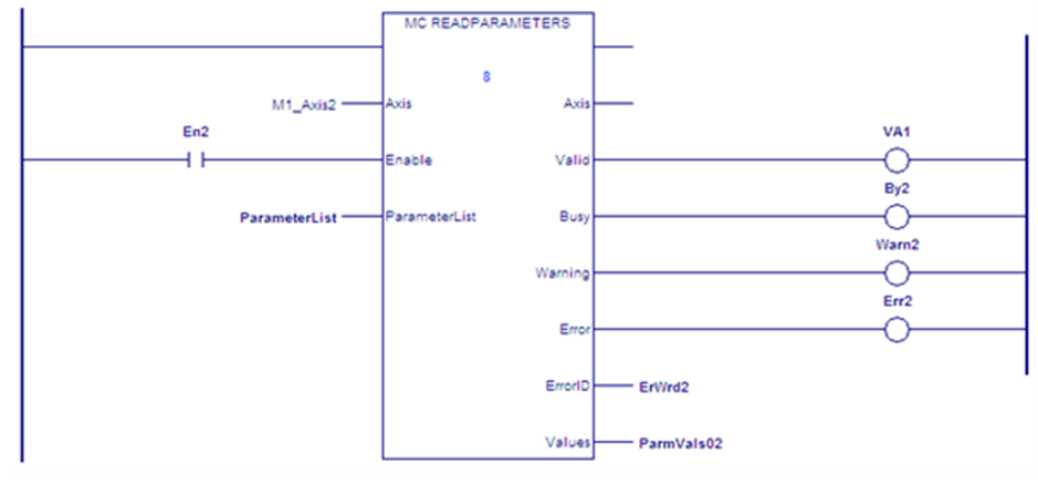 MC READPARAMETERS
8
M1_Axis2 Axis Axis
En2 VA1
Enable Valid
By2
ParameterList ParameterList Busy
Warn2
Warning
Err2
Error
ErrorID ErWrd2
Values ParmVals02